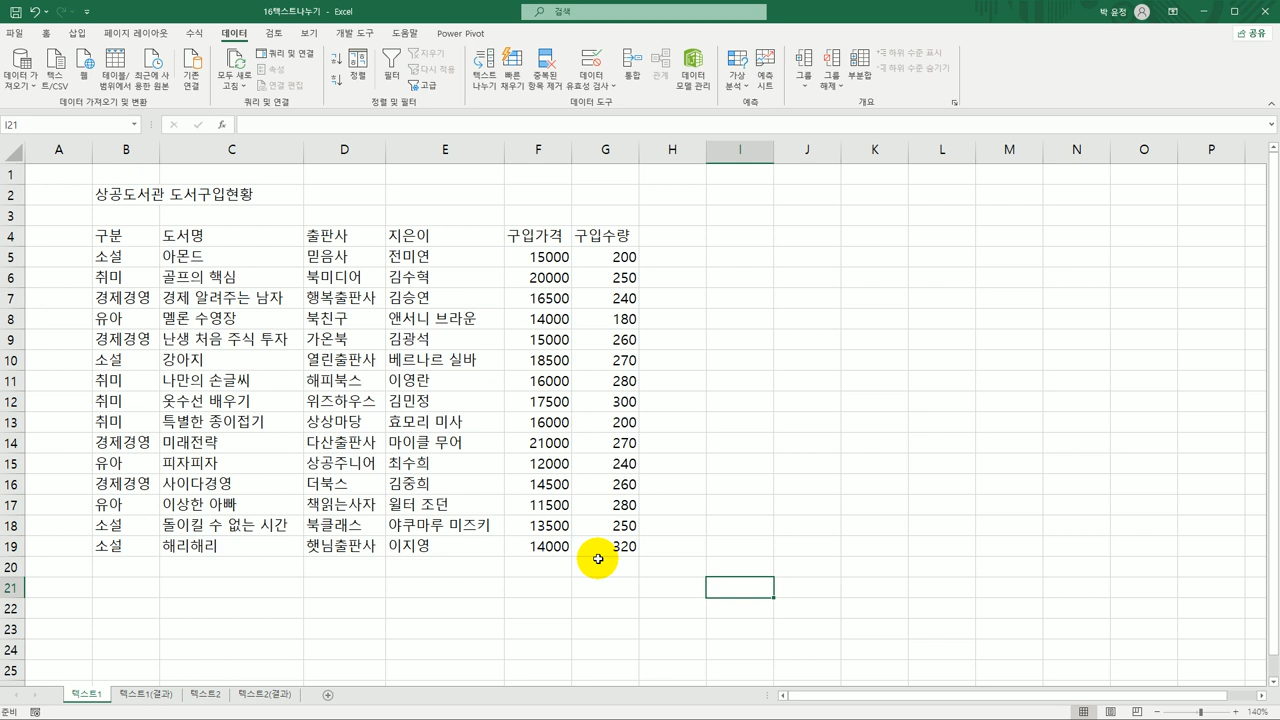 16텍스트나누기 - Excel
검색
박 윤정
파일 홈 삽입 페이지 레이아웃 수식 데이터 검토 보기 개발 도구 도움말 Power Pivot
공유
데이터 가져오기
텍스트/CSV
웹
테이블/범위에서
최근에 사용한 원본
기존 연결
데이터 가져오기 및 변환
모두 새로 고침
쿼리 및 연결
속성
연결 편집
쿼리 및 연결
정렬
필터
지우기
다시 적용
고급
정렬 및 필터
텍스트 나누기
빠른 채우기
중복된 항목 제거
데이터 유효성 검사
통합
관계
데이터 모델 관리
데이터 도구
가상 분석
예측 시트
예측
그룹
그룹 해제
부분합
하위 수준 표시
하위 수준 숨기기
개요
I21
fx
A B C D E F G H I J K L M N O P
1
2 상공도서관 도서구입현황
3
4 구분 도서명 출판사 지은이 구입가격 구입수량
5 소설 아몬드 믿음사 전미연 15000 200
6 취미 골프의 핵심 북미디어 김수혁 20000 250
7 경제경영 경제 알려주는 남자 행복출판사 김승연 16500 240
8 유아 멜론 수영장 북친구 앤서니 브라운 14000 180
9 경제경영 난생 처음 주식 투자 가온북 김광석 15000 260
10 소설 강아지 열린출판사 베르나르 실바 18500 270
11 취미 나만의 손글씨 해피북스 이영란 16000 280
12 취미 옷수선 배우기 위즈하우스 김민정 17500 300
13 취미 특별한 종이접기 상상마당 효모리 미사 16000 200
14 경제경영 미래전략 다산출판사 마이클 무어 21000 270
15 유아 피자피자 상공주니어 최수희 12000 240
16 경제경영 사이다경영 더북스 김중희 14500 260
17 유아 이상한 아빠 책읽는사자 윌터 조던 11500 280
18 소설 돌이킬 수 없는 시간 북클래스 야쿠마루 미즈키 13500 250
19 소설 해리해리 햇님출판사 이지영 14000 320
20
21
22
23
24
25
텍스트1 텍스트1(결과) 텍스트2 텍스트2(결과)
준비
140%